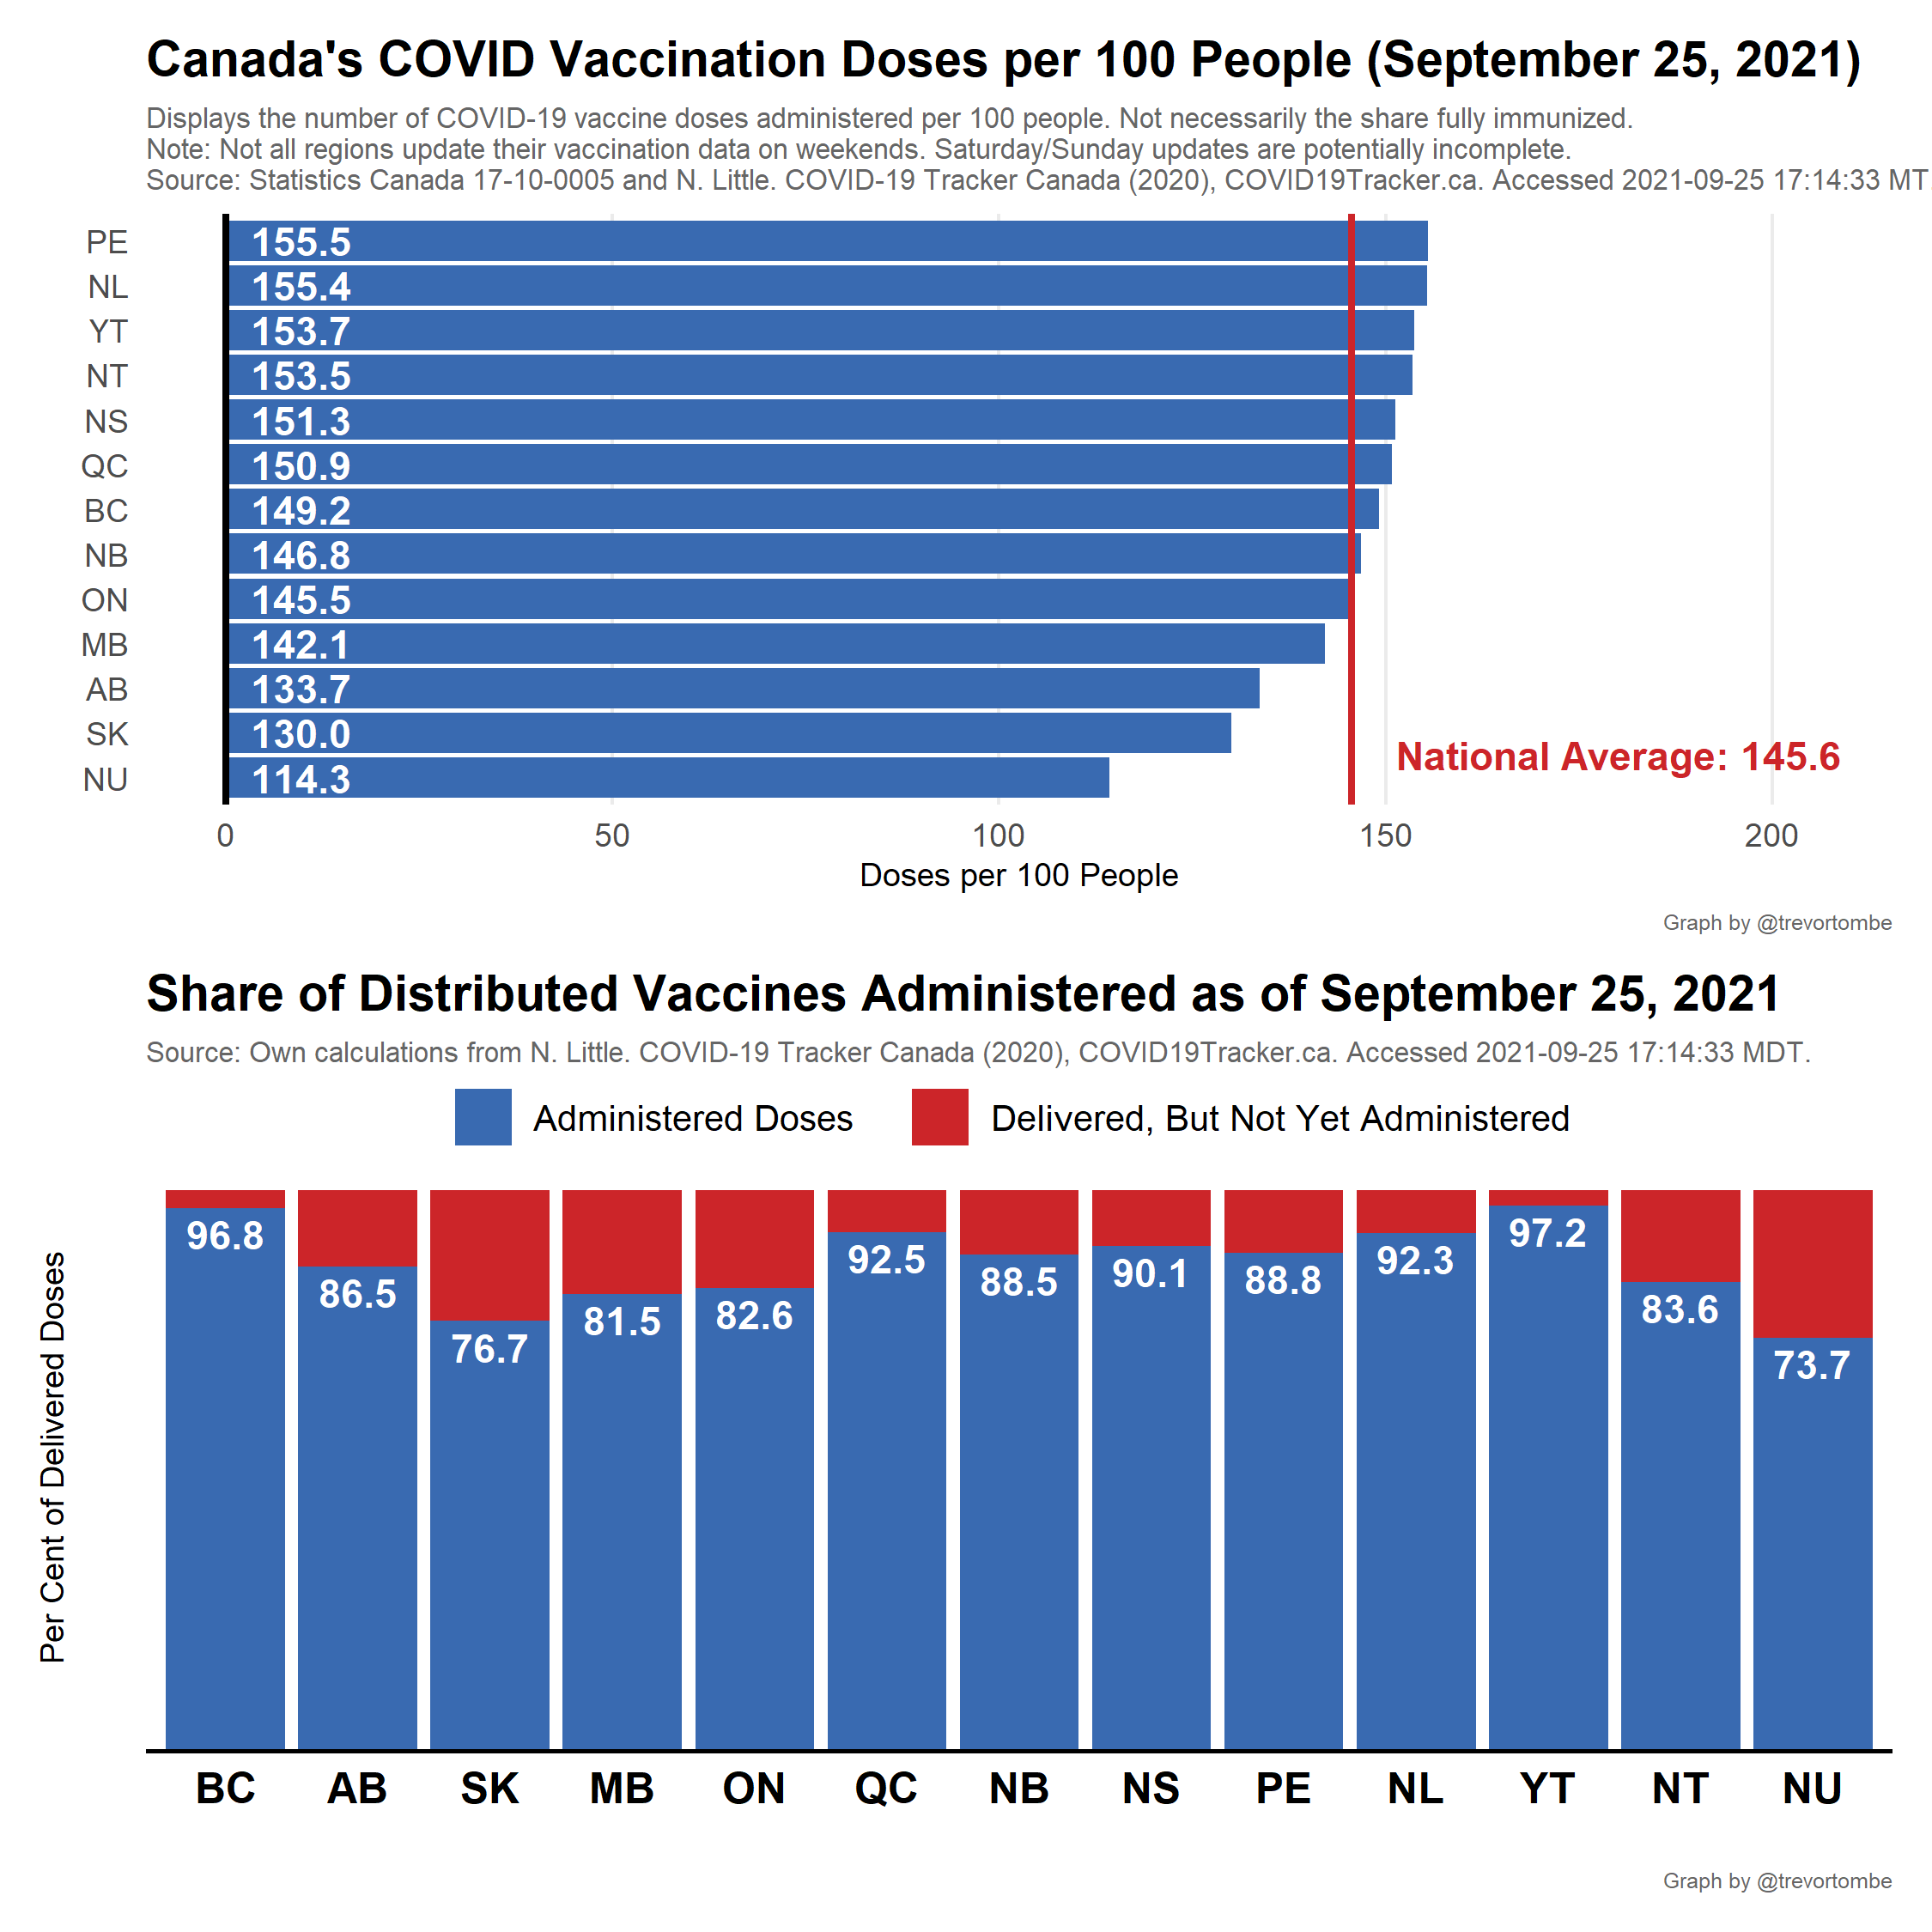 Canada's COVID Vaccination Doses per 100 People (September 25, 2021)
Displays the number of COVID-19 vaccine doses administered per 100 people. Not necessarily the share fully immunized.
Note: Not all regions update their vaccination data on weekends. Saturday/Sunday updates are potentially incomplete.
Source: Statistics Canada 17-10-0005 and N. Little. COVID-19 Tracker Canada (2020), COVID19Tracker.ca. Accessed 2021-09-25 17:14:33 MT
PE 155.5
NL 155.4
YT 153.7
NT 153.5
NS 151.3
QC 150.9
BC 149.2
NB 146.8
ON 145.5
MB 142.1
AB 133.7
SK 130.0
National Average: 145.6
NU 114.3
0 50 100 150 200
Doses per 100 People
Graph by @trevortombe
Share of Distributed Vaccines Administered as of September 25, 2021
Source: Own calculations from N. Little. COVID-19 Tracker Canada (2020), COVID19Tracker.ca. Accessed 2021-09-25 17:14:33 MDT.
Administered Doses Delivered, But Not Yet Administered
Per Cent of Delivered Doses
96.8 86.5 76.7 81.5 82.6 92.5 88.5 90.1 88.8 92.3 97.2 83.6 73.7
BC AB SK MB ON QC NB NS PE NL YT NT NU
Graph by @trevortombe